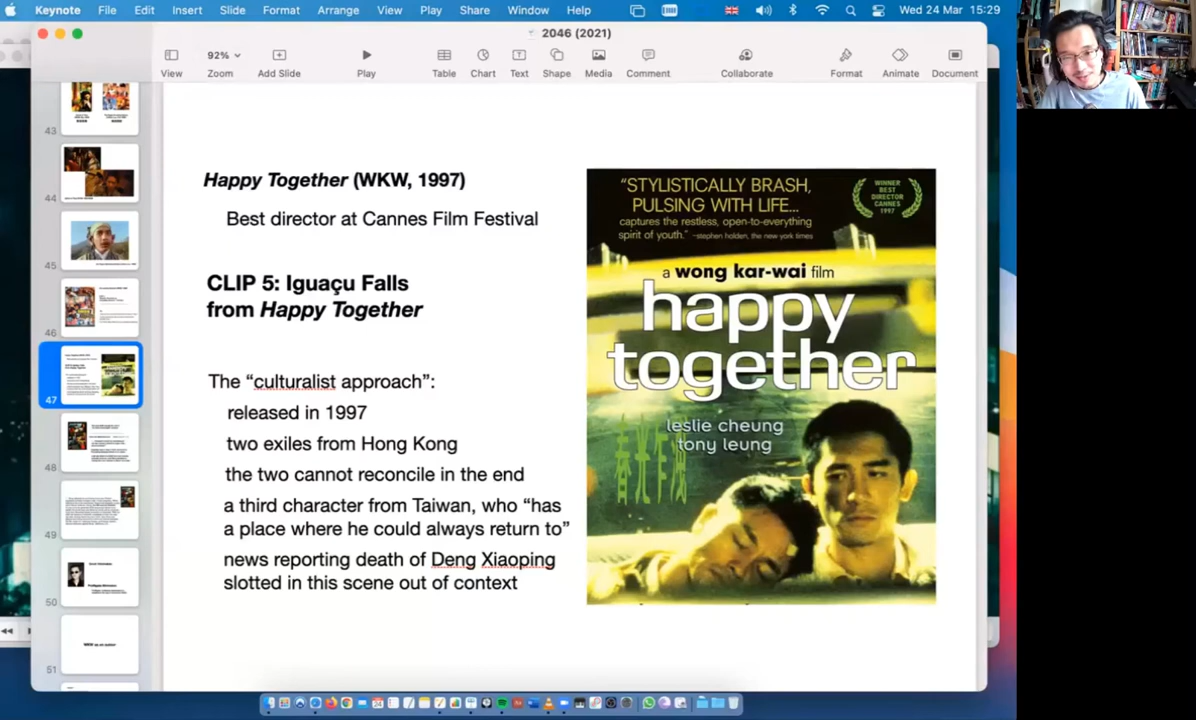 Keynote File Edit Insert Slide Format Arrange View Play Share Window Help Wed 24 Mar 15:29
2046 (2021)
92%
View Zoom Add Slide Play Table Chart Text Shape Media Comment Collaborate Format Animate Document
43
44
45
46
47
48
49
50
51
Happy Together (WKW, 1997)
Best director at Cannes Film Festival
CLIP 5: Iguaçu Falls
from Happy Together
The “culturalist approach”:
released in 1997
two exiles from Hong Kong
the two cannot reconcile in the end
a third character from Taiwan, who “has
a place where he could always return to”
news reporting death of Deng Xiaoping
slotted in this scene out of context
“STYLISTICALLY BRASH,
PULSING WITH LIFE...
captures the restless, open-to-everything
spirit of youth.” -stephen holden, the new york times
WINNER
BEST
DIRECTOR
CANNES
1997
a wong kar-wai film
happy
together
leslie cheung
tony leung
春光乍洩